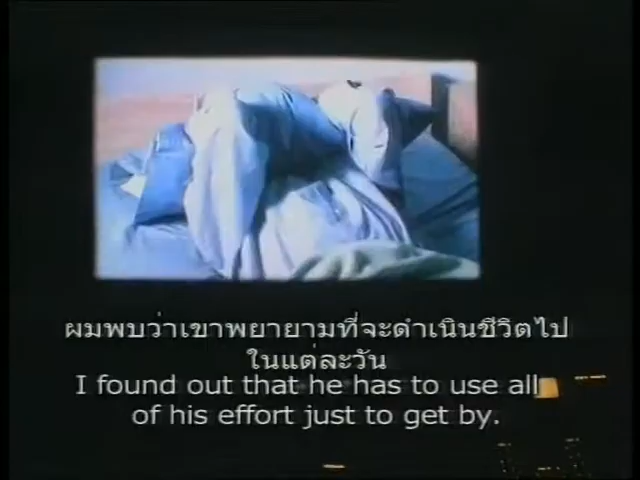 ผมพบว่าเขาพยายามที่จะดำเนินชีวิตไป
ในแต่ละวัน
I found out that he has to use all
of his effort just to get by.